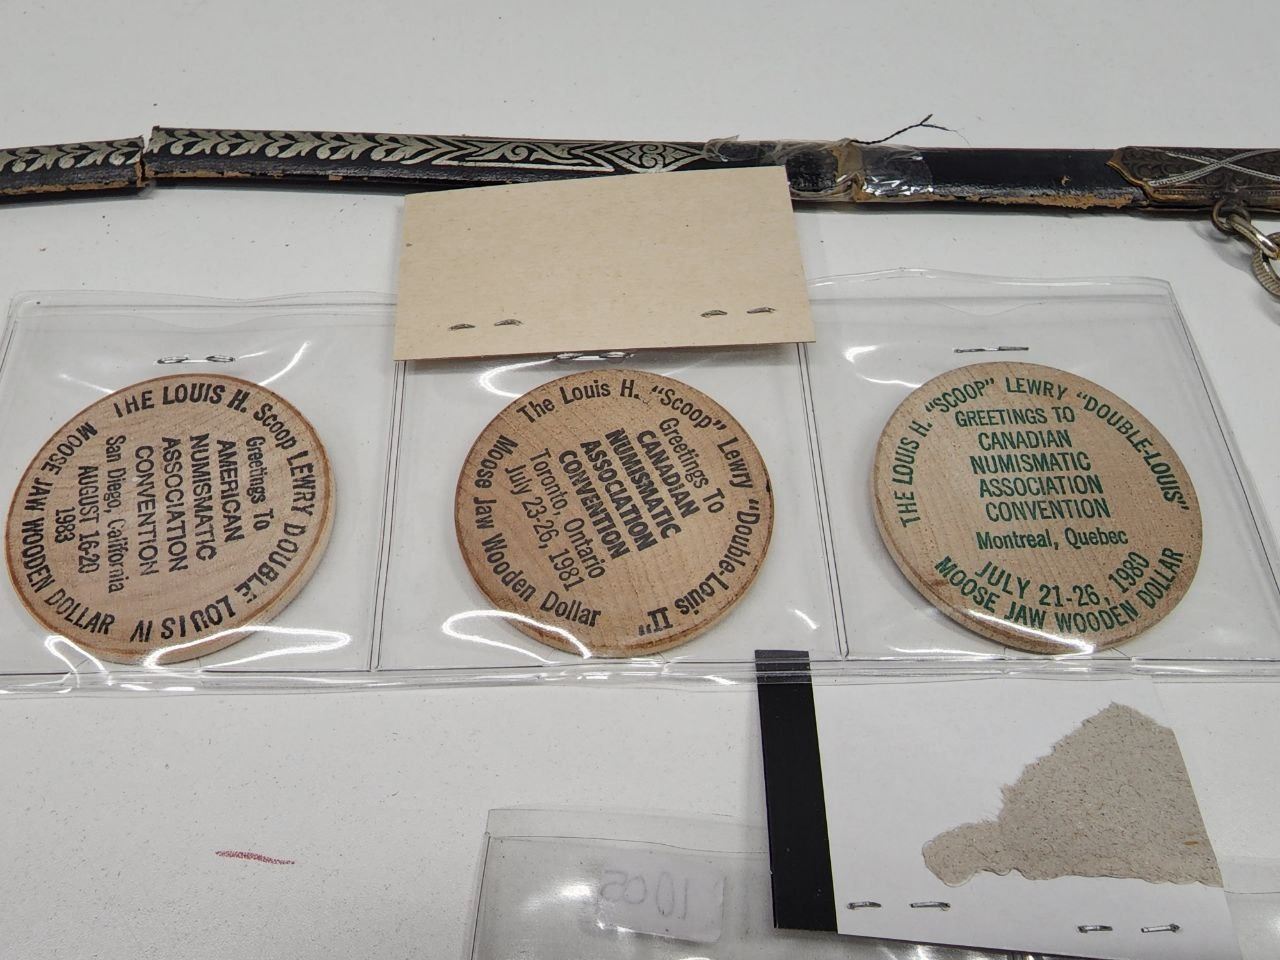 THE LOUIS H. SCOOP LEWRY DOUBLE LOUIS IV
Greetings To
AMERICAN
NUMISMATIC
ASSOCIATION
CONVENTION
San Diego, California
AUGUST 16-20
1983
MOOSE JAW WOODEN DOLLAR
The Louis H. "Scoop" Lewry "Double-Louis II"
Greetings To
CANADIAN
NUMISMATIC
ASSOCIATION
CONVENTION
Toronto, Ontario
July 23-26, 1981
Moose Jaw Wooden Dollar
THE LOUIS H. "SCOOP" LEWRY "DOUBLE-LOUIS"
GREETINGS TO
CANADIAN
NUMISMATIC
ASSOCIATION
CONVENTION
Montreal, Quebec
JULY 21-26, 1980
MOOSE JAW WOODEN DOLLAR